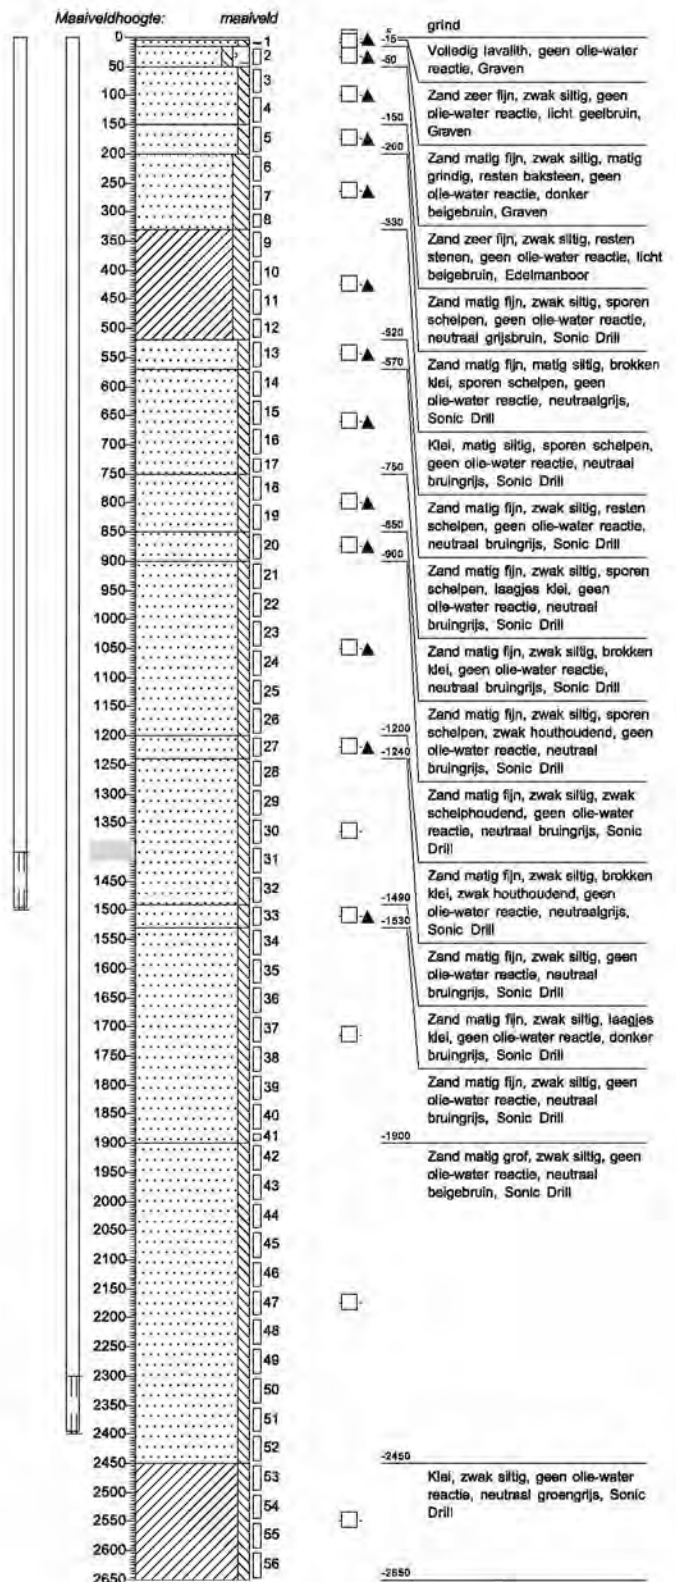 Maaiveldhoogte: maaiveld
0
50
100
150
200
250
300
350
400
450
500
550
600
650
700
750
800
850
900
950
1000
1050
1100
1150
1200
1250
1300
1350
1450
1500
1550
1600
1650
1700
1750
1800
1850
1900
1950
2000
2050
2100
2150
2200
2250
2300
2350
2400
2450
2500
2550
2600
2650
1
2
3
4
5
6
7
8
9
10
11
12
13
14
15
16
17
18
19
20
21
22
23
24
25
26
27
28
29
30
31
32
33
34
35
36
37
38
39
40
41
42
43
44
45
46
47
48
49
50
51
52
53
54
55
56
grind
-15
Volledig lavalith, geen olie-water
reactie, Graven
-50
Zand zeer fijn, zwak siltig, geen
olie-water reactie, licht geelbruin,
Graven
-150
Zand matig fijn, zwak siltig, matig
grindig, resten baksteen, geen
olie-water reactie, donker
beigebruin, Graven
-200
Zand zeer fijn, zwak siltig, resten
stenen, geen olie-water reactie, licht
beigebruin, Edelmanboor
-330
Zand matig fijn, zwak siltig, sporen
schelpen, geen olie-water reactie,
neutraal grijsbruin, Sonic Drill
-520
Zand matig fijn, matig siltig, brokken
klei, sporen schelpen, geen
olie-water reactie, neutraalgrijs,
Sonic Drill
-570
Klei, matig siltig, sporen schelpen,
geen olie-water reactie, neutraal
bruingrijs, Sonic Drill
-750
Zand matig fijn, zwak siltig, resten
schelpen, geen olie-water reactie,
neutraal bruingrijs, Sonic Drill
-850
Zand matig fijn, zwak siltig, sporen
schelpen, laagjes klei, geen
olie-water reactie, neutraal
bruingrijs, Sonic Drill
-900
Zand matig fijn, zwak siltig, brokken
klei, geen olie-water reactie,
neutraal bruingrijs, Sonic Drill
-1200
Zand matig fijn, zwak siltig, sporen
schelpen, zwak houthoudend, geen
olie-water reactie, neutraal
bruingrijs, Sonic Drill
-1240
Zand matig fijn, zwak siltig, zwak
schelphoudend, geen olie-water
reactie, neutraal bruingrijs, Sonic
Drill
-1490
Zand matig fijn, zwak siltig, brokken
klei, zwak houthoudend, geen
olie-water reactie, neutraalgrijs,
Sonic Drill
-1530
Zand matig fijn, zwak siltig, geen
olie-water reactie, neutraal
bruingrijs, Sonic Drill
Zand matig fijn, zwak siltig, laagjes
klei, geen olie-water reactie, donker
bruingrijs, Sonic Drill
Zand matig fijn, zwak siltig, geen
olie-water reactie, neutraal
bruingrijs, Sonic Drill
-1900
Zand matig grof, zwak siltig, geen
olie-water reactie, neutraal
beigebruin, Sonic Drill
-2450
Klei, zwak siltig, geen olie-water
reactie, neutraal groengrijs, Sonic
Drill
-2650